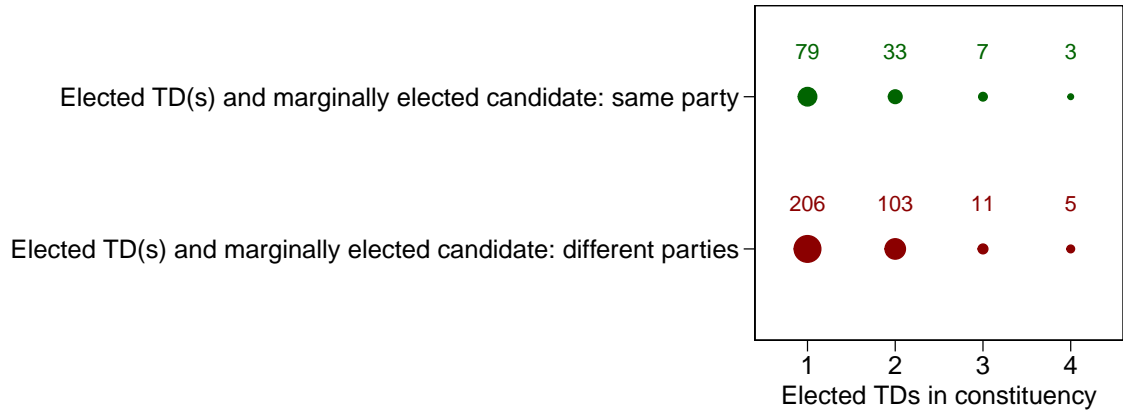 79 33 7 3
Elected TD(s) and marginally elected candidate: same party
206 103 11 5
Elected TD(s) and marginally elected candidate: different parties
1 2 3 4
Elected TDs in constituency